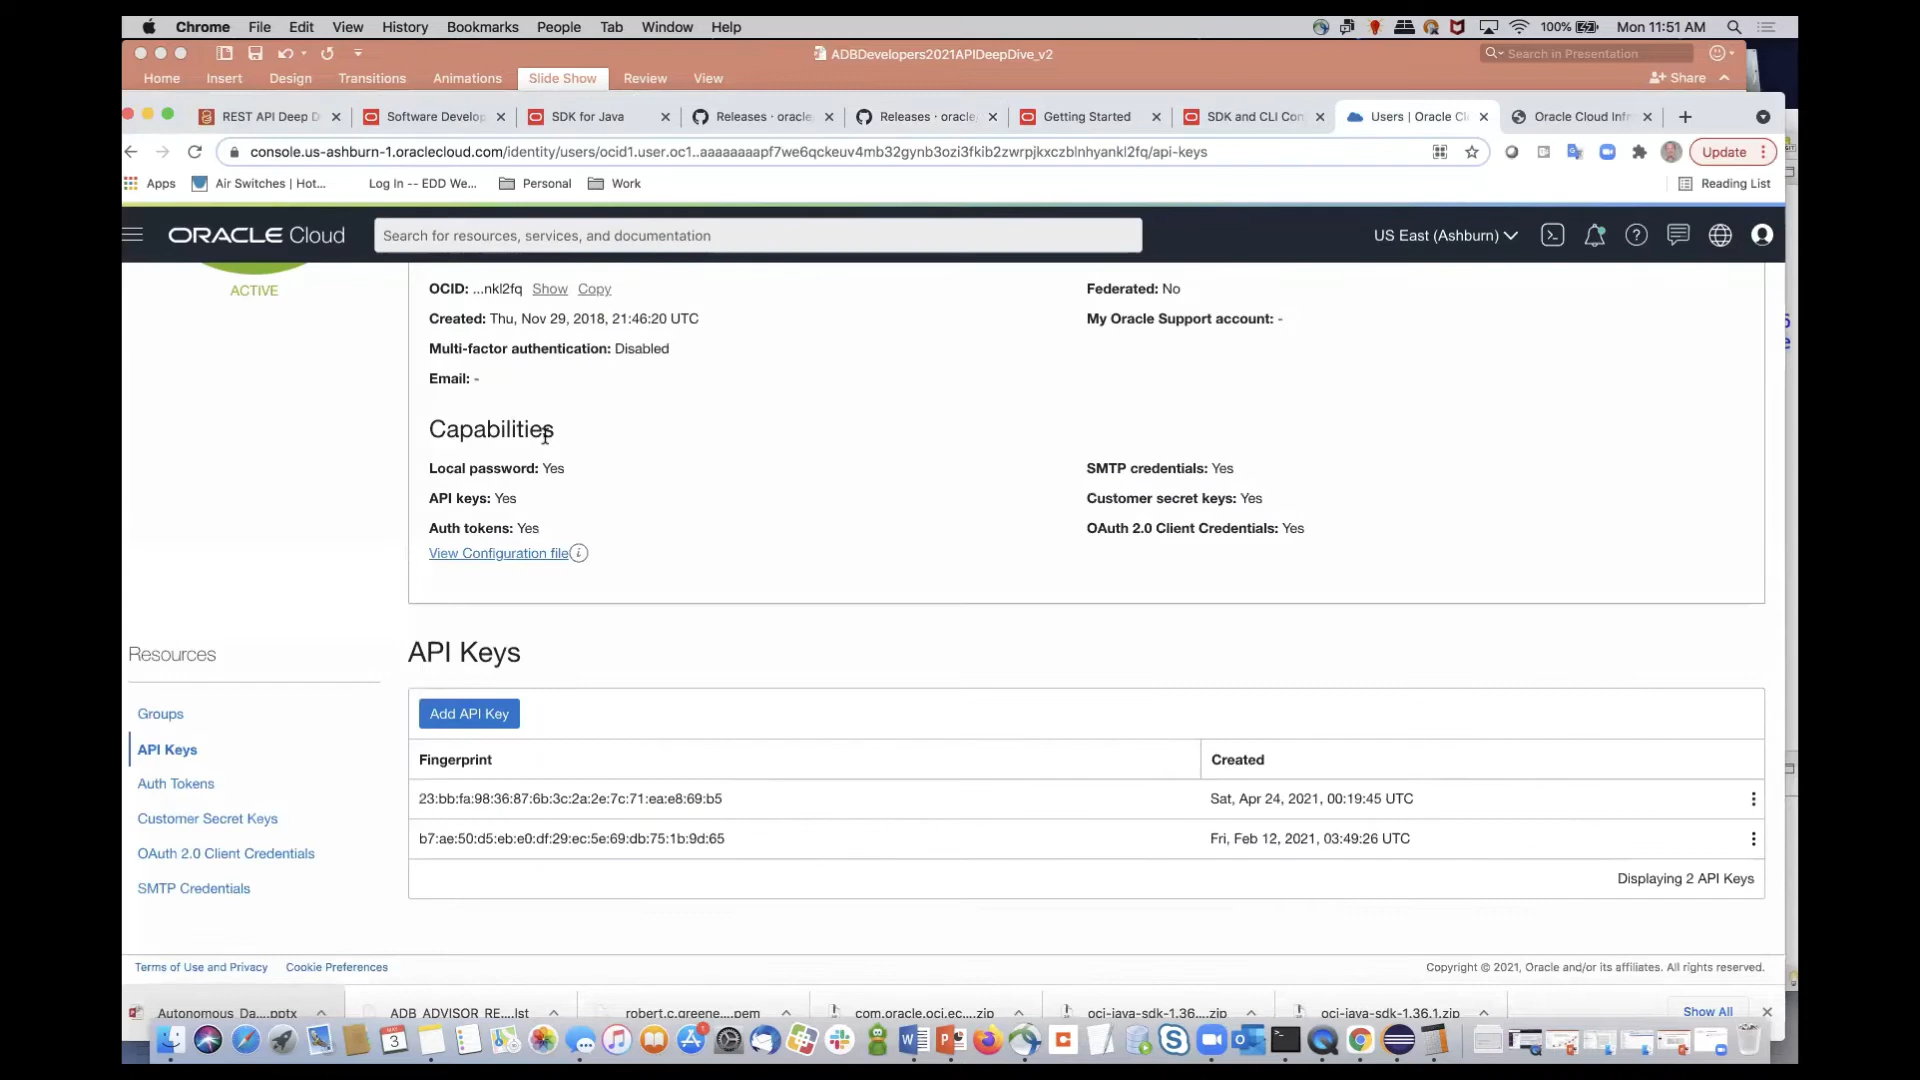 Chrome File Edit View History Bookmarks People Tab Window Help 100% Mon 11:51 AM
ADBDevelopers2021APIDeepDive_v2 Search in Presentation
Home Insert Design Transitions Animations Slide Show Review View Share
REST API Deep D Software Develop SDK for Java Releases · oracle Releases · oracle, Getting Started SDK and CLI Con Users | Oracle Cl Oracle Cloud Infr
console.us-ashburn-1.oraclecloud.com/identity/users/ocid1.user.oc1..aaaaaaaapf7we6qckeuv4mb32gynb3ozi3fkib2zwrpjkxczblnhyankl2fq/api-keys Update
Apps Air Switches | Hot... Log In -- EDD We... Personal Work Reading List
ORACLE Cloud Search for resources, services, and documentation US East (Ashburn)
ACTIVE
OCID: ...nkl2fq Show Copy Federated: No
Created: Thu, Nov 29, 2018, 21:46:20 UTC My Oracle Support account: -
Multi-factor authentication: Disabled
Email: -
Capabilities
Local password: Yes SMTP credentials: Yes
API keys: Yes Customer secret keys: Yes
Auth tokens: Yes OAuth 2.0 Client Credentials: Yes
View Configuration file
Resources
Groups
API Keys
Auth Tokens
Customer Secret Keys
OAuth 2.0 Client Credentials
SMTP Credentials
API Keys
Add API Key
Fingerprint Created
23:bb:fa:98:36:87:6b:3c:2a:2e:7c:71:ea:e8:69:b5 Sat, Apr 24, 2021, 00:19:45 UTC
b7:ae:50:d5:eb:e0:df:29:ec:5e:69:db:75:1b:9d:65 Fri, Feb 12, 2021, 03:49:26 UTC
Displaying 2 API Keys
Terms of Use and Privacy Cookie Preferences Copyright © 2021, Oracle and/or its affiliates. All rights reserved.
Autonomous_Da....pptx ADB_ADVISOR_RE....lst robert.c.greene....pem com.oracle.oci.ec....zip oci-java-sdk-1.36....zip oci-java-sdk-1.36.1.zip Show All
3